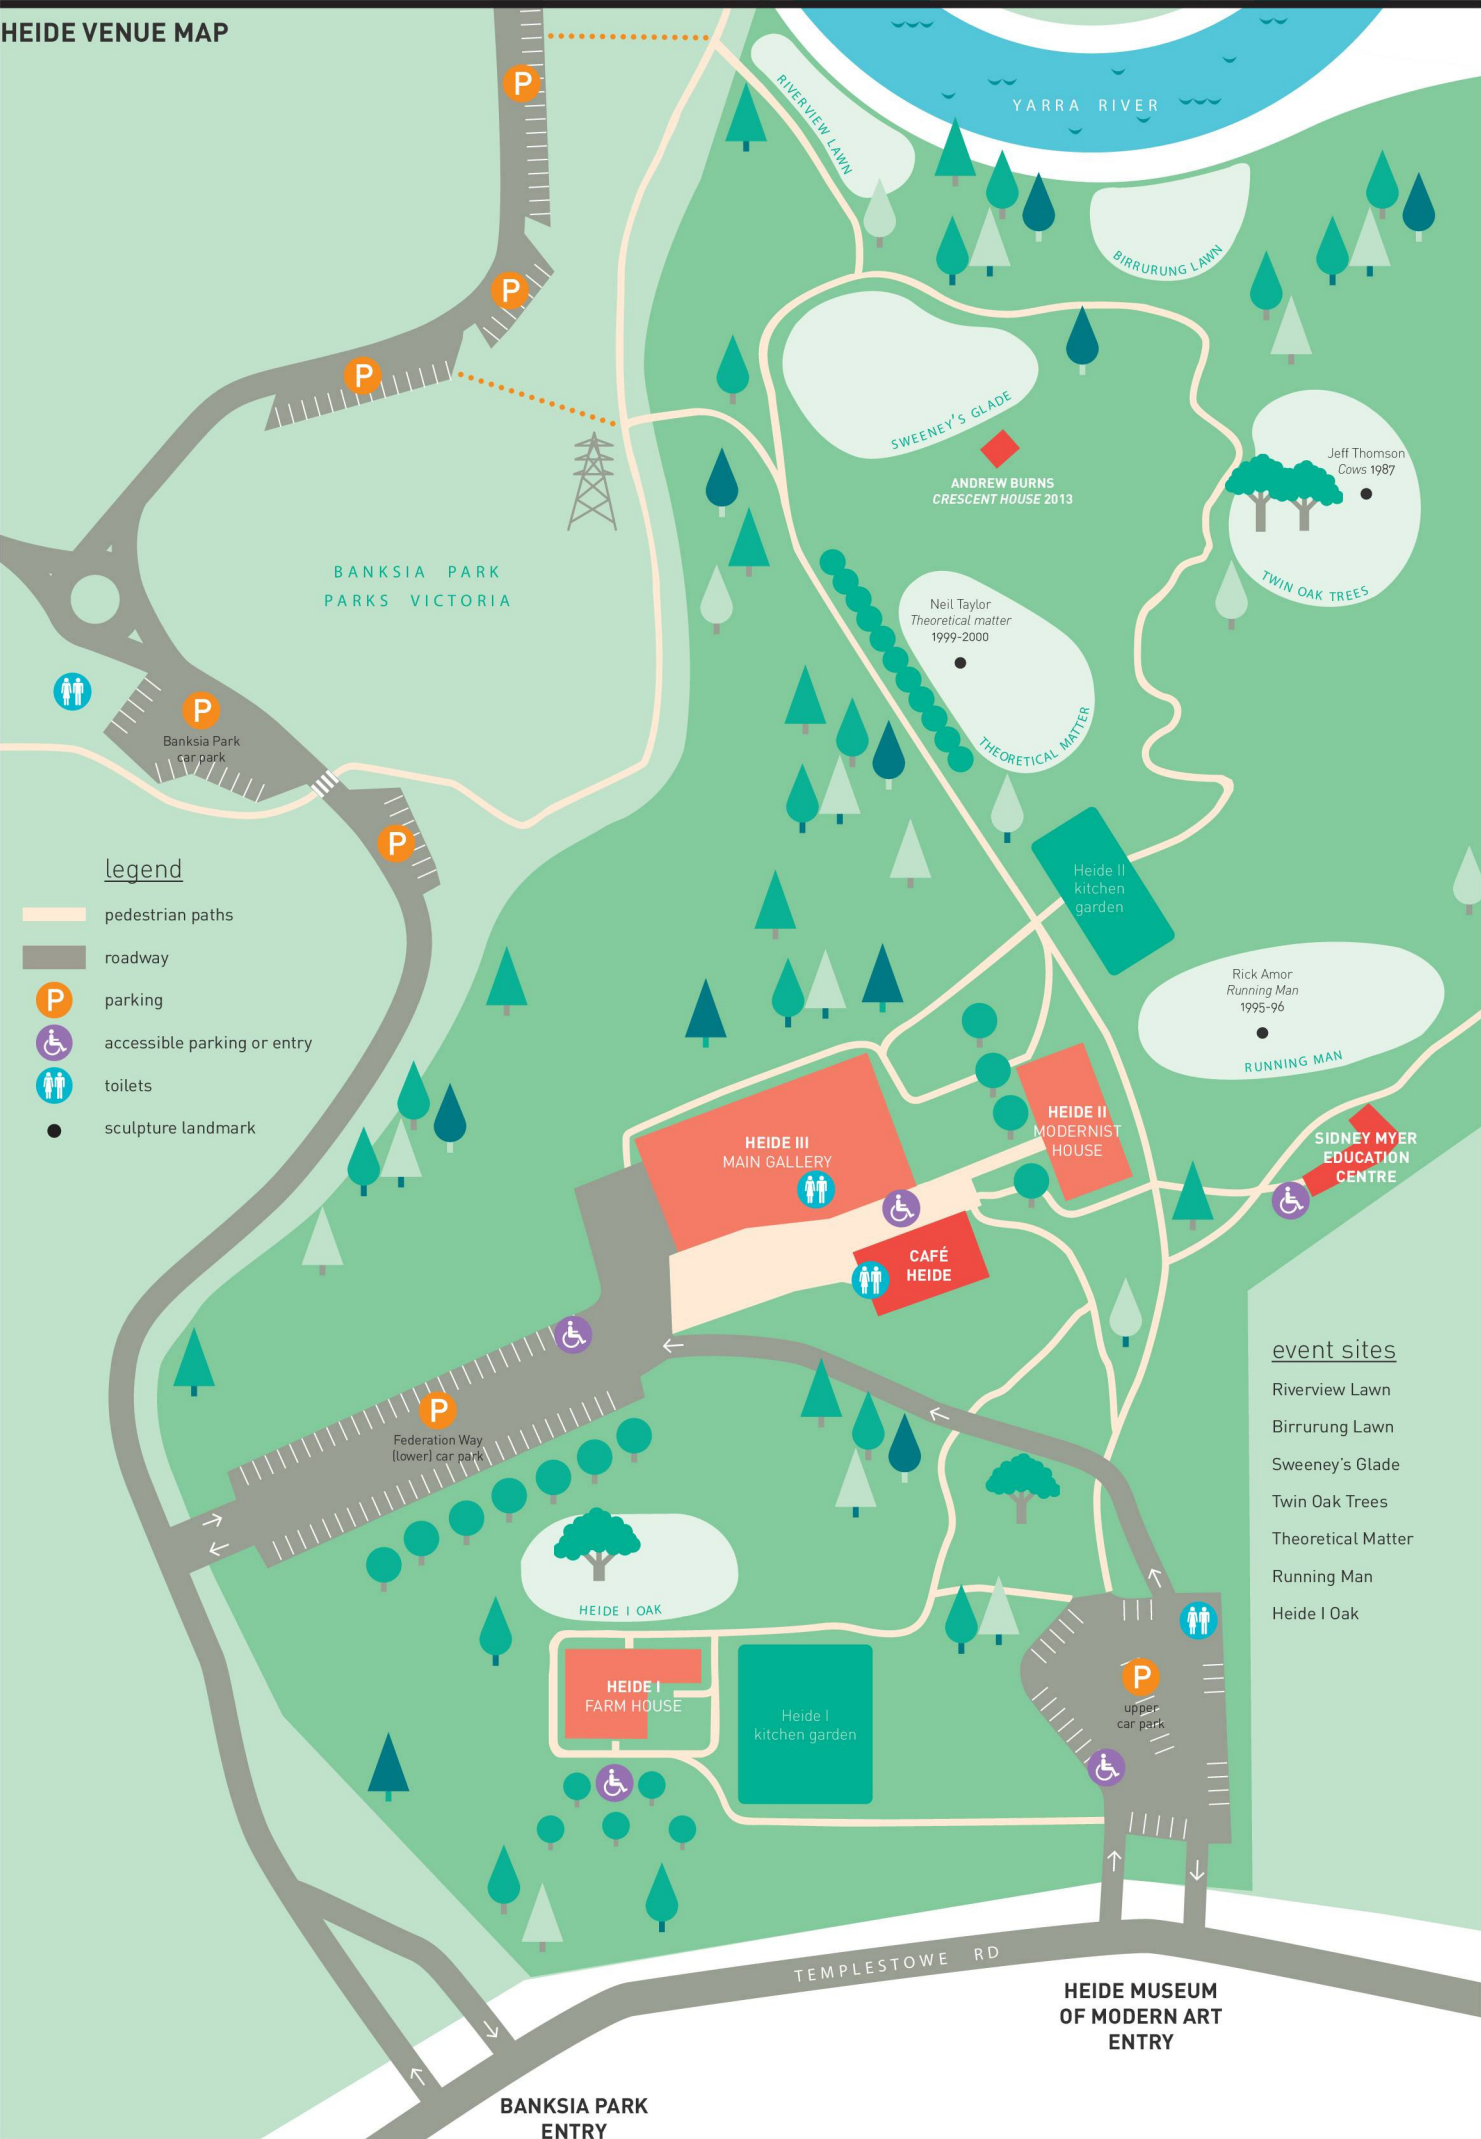 HEIDE VENUE MAP
P
RIVERVIEW LAWN
YARRA RIVER
BIRRURUNG LAWN
P
P
SWEENEY'S GLADE
ANDREW BURNS
CRESCENT HOUSE 2013
Jeff Thomson
Cows 1987
TWIN OAK TREES
BANKSIA PARK
PARKS VICTORIA
Neil Taylor
Theoretical matter
1999-2000
THEORETICAL MATTER
P
Banksia Park
car park
P
Heide II
kitchen
garden
legend
pedestrian paths
roadway
P
parking
accessible parking or entry
toilets
sculpture landmark
Rick Amor
Running Man
1995-96
RUNNING MAN
HEIDE II
MODERNIST
HOUSE
HEIDE III
MAIN GALLERY
SIDNEY MYER
EDUCATION
CENTRE
CAFÉ
HEIDE
event sites
Riverview Lawn
Birrurung Lawn
Sweeney's Glade
Twin Oak Trees
Theoretical Matter
Running Man
Heide I Oak
P
Federation Way
(lower) car park
HEIDE I OAK
HEIDE I
FARM HOUSE
Heide I
kitchen garden
P
upper
car park
TEMPLESTOWE RD
HEIDE MUSEUM
OF MODERN ART
ENTRY
BANKSIA PARK
ENTRY